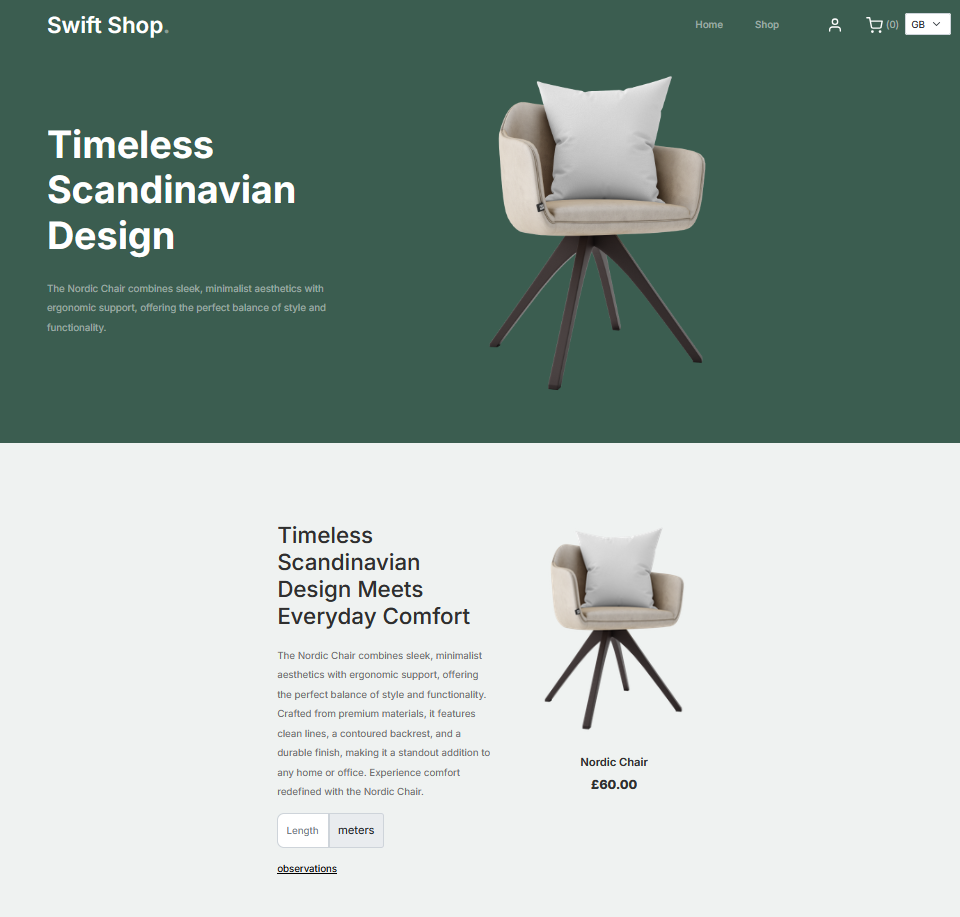 Swift Shop.
Home
Shop
(0)
GB
Timeless
Scandinavian
Design
The Nordic Chair combines sleek, minimalist aesthetics with
ergonomic support, offering the perfect balance of style and
functionality.
Timeless
Scandinavian
Design Meets
Everyday Comfort
The Nordic Chair combines sleek, minimalist
aesthetics with ergonomic support, offering
the perfect balance of style and functionality.
Crafted from premium materials, it features
clean lines, a contoured backrest, and a
durable finish, making it a standout addition to
any home or office. Experience comfort
redefined with the Nordic Chair.
Length
meters
observations
Nordic Chair
£60.00